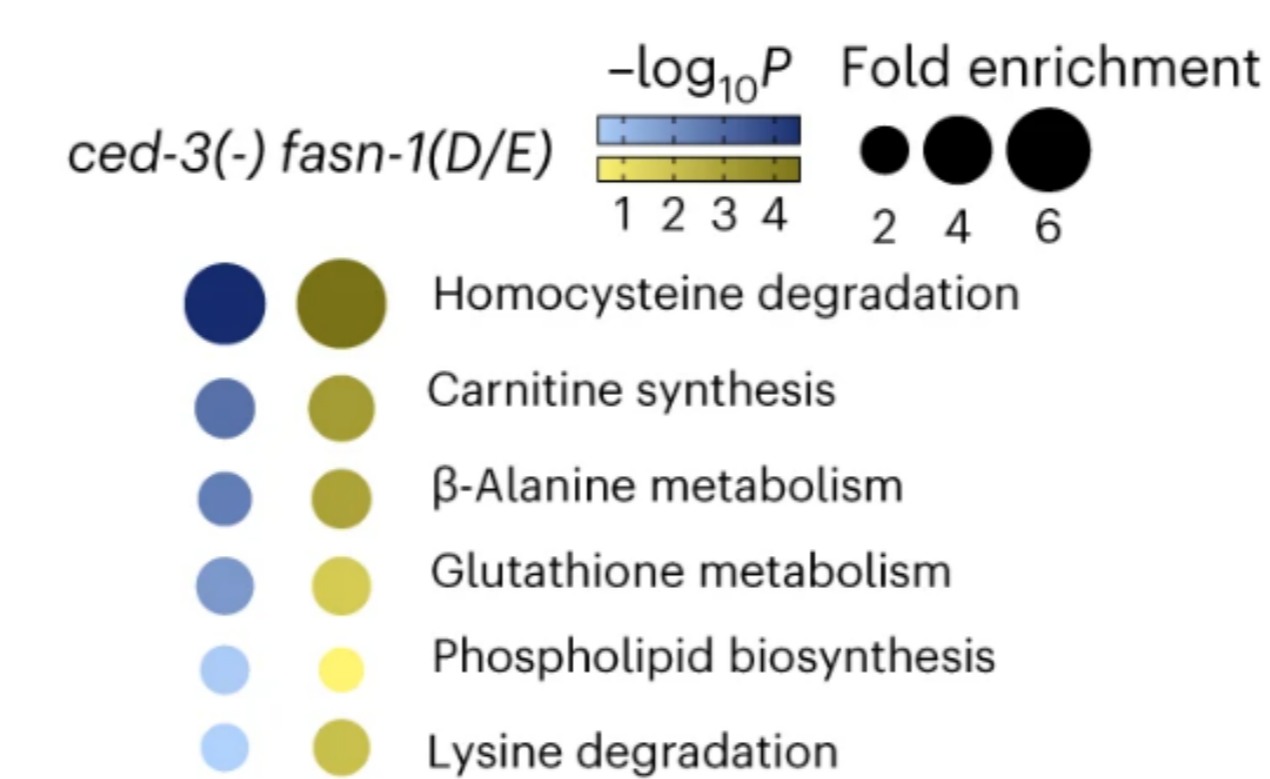 –log₁₀P Fold enrichment
ced-3(-) fasn-1(D/E)
1 2 3 4 2 4 6
Homocysteine degradation
Carnitine synthesis
β-Alanine metabolism
Glutathione metabolism
Phospholipid biosynthesis
Lysine degradation